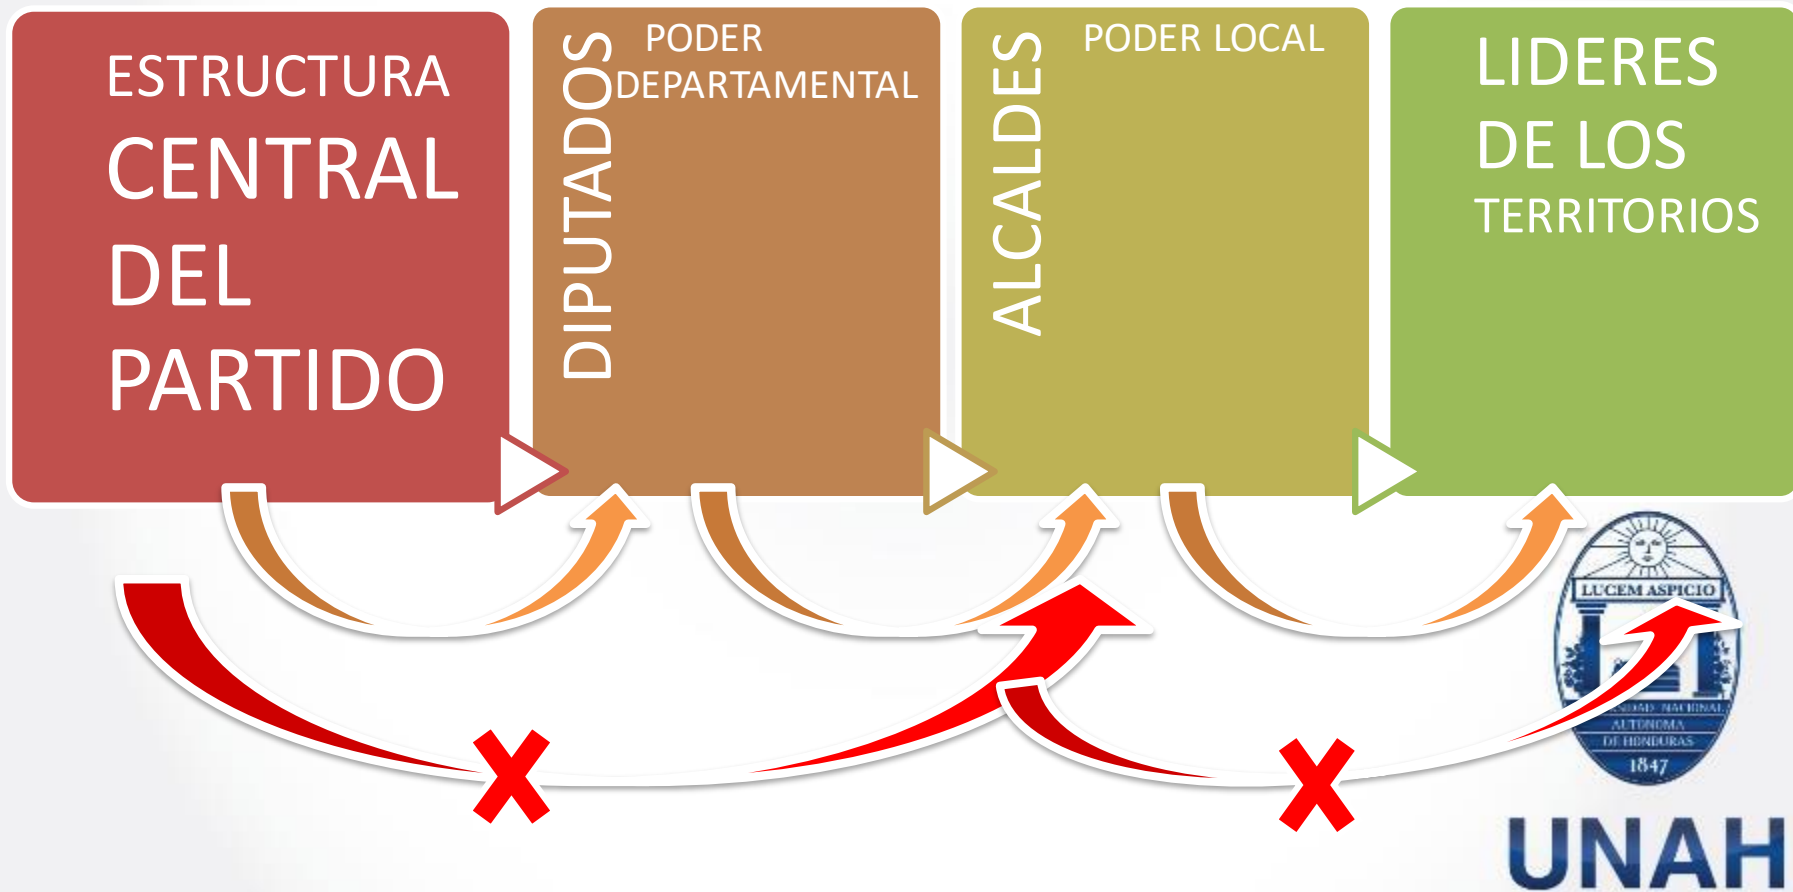 ESTRUCTURA
CENTRAL
DEL
PARTIDO
DIPUTADOS
PODER
DEPARTAMENTAL
ALCALDES
PODER LOCAL
LIDERES
DE LOS
TERRITORIOS
LUCEM ASPICIO
NACIONAL
AUTONOMA
DE HONDURAS
1847
UNAH